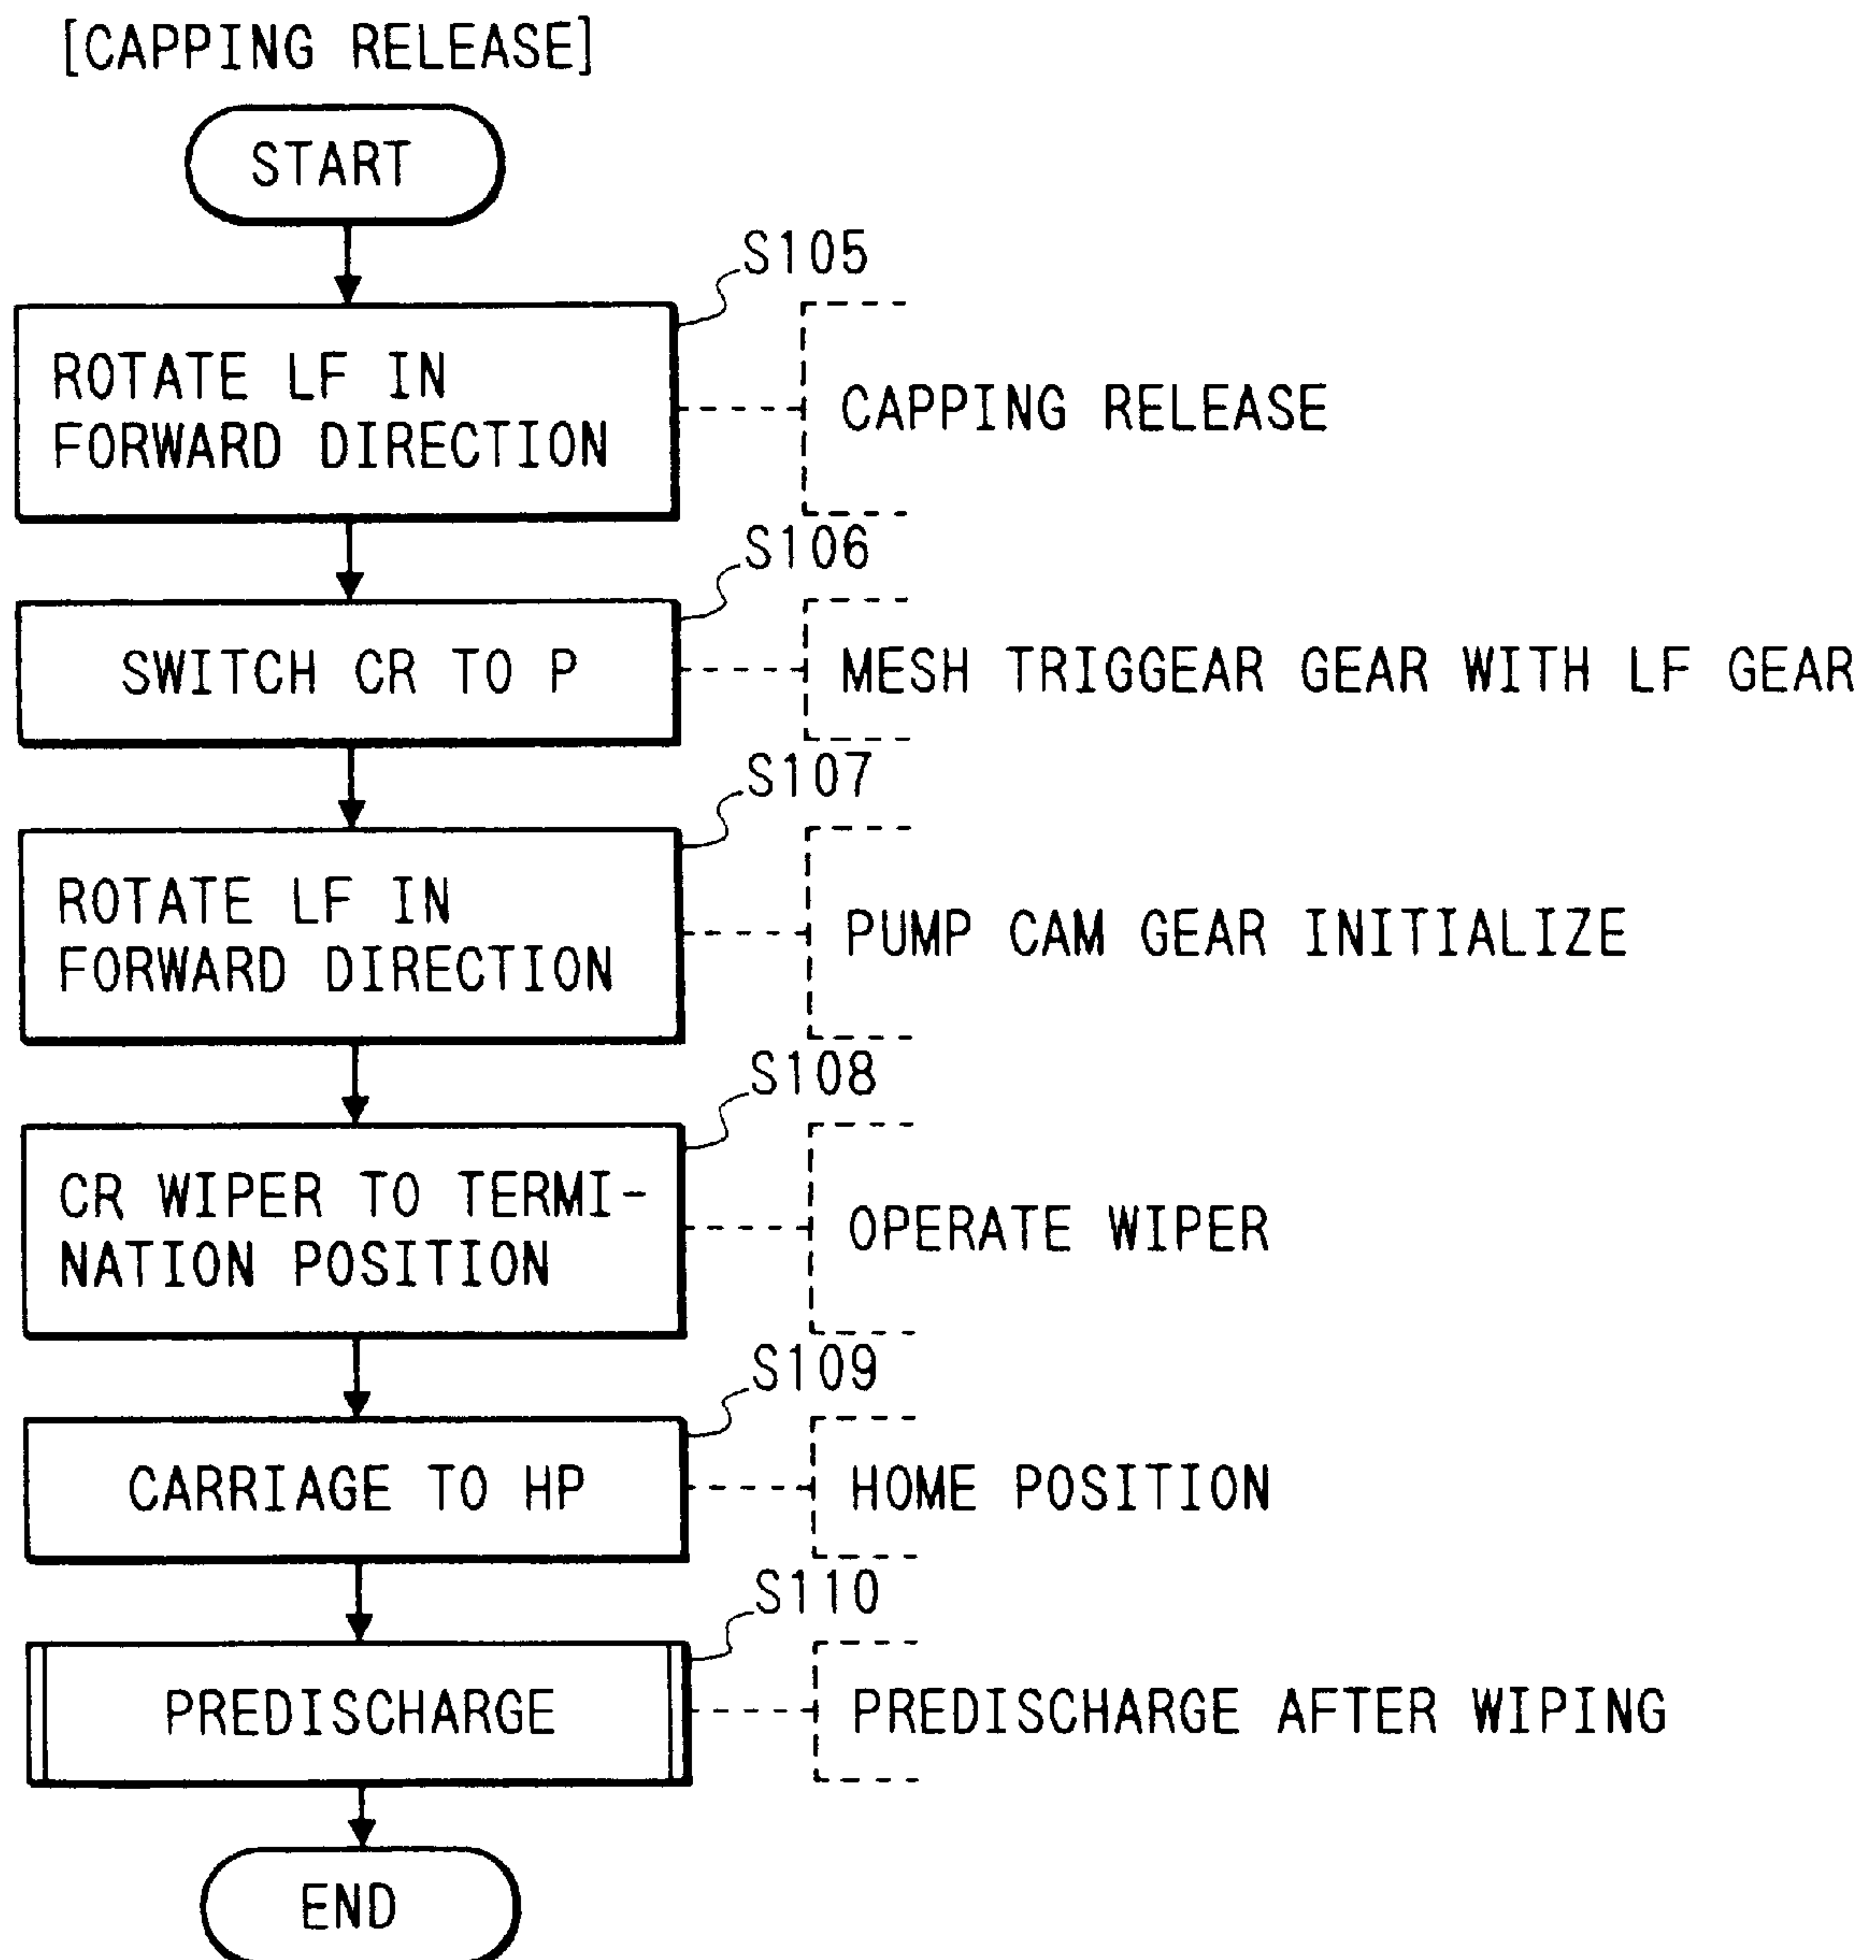 [CAPPING RELEASE]
START
S105
ROTATE LF IN
FORWARD DIRECTION
CAPPING RELEASE
S106
SWITCH CR TO P
MESH TRIGGEAR GEAR WITH LF GEAR
S107
ROTATE LF IN
FORWARD DIRECTION
PUMP CAM GEAR INITIALIZE
S108
CR WIPER TO TERMI-
NATION POSITION
OPERATE WIPER
S109
CARRIAGE TO HP
HOME POSITION
S110
PREDISCHARGE
PREDISCHARGE AFTER WIPING
END